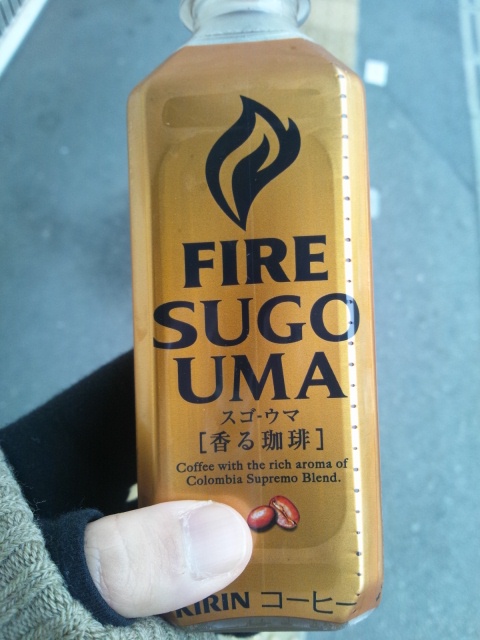 FIRE
SUGO
UMA
スゴ-ウマ
[香る珈琲]
Coffee with the rich aroma of
Colombia Supremo Blend.
KIRIN コーヒー